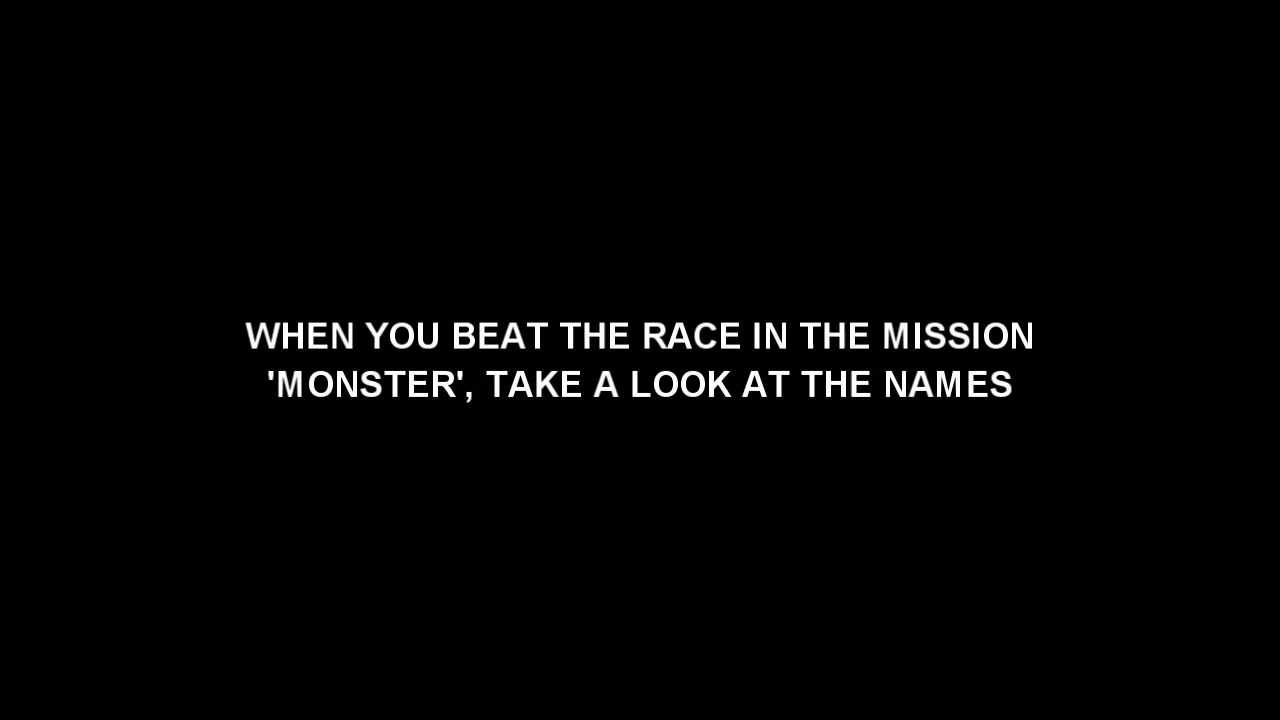 WHEN YOU BEAT THE RACE IN THE MISSION
'MONSTER', TAKE A LOOK AT THE NAMES